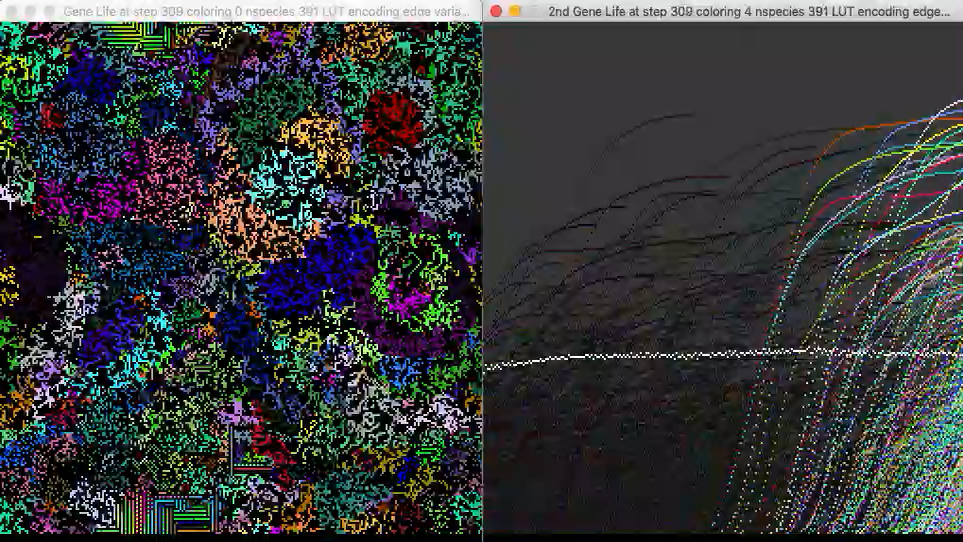 Gene Life at step 309 coloring 0 nspecies 391 LUT encoding edge varia...
2nd Gene Life at step 309 coloring 4 nspecies 391 LUT encoding edge...